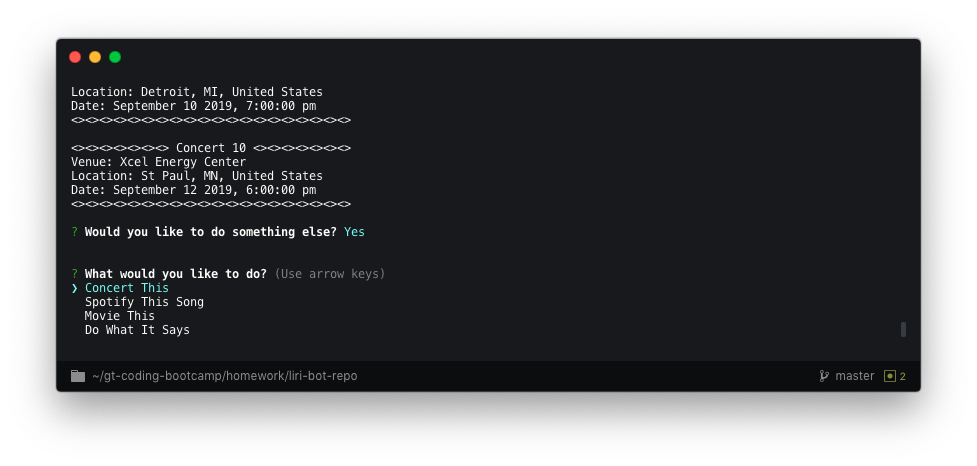 Location: Detroit, MI, United States
Date: September 10 2019, 7:00:00 pm
<><><><><><><><><><><><><><><><><><><><>

<><><><><><><> Concert 10 <><><><><><><>
Venue: Xcel Energy Center
Location: St Paul, MN, United States
Date: September 12 2019, 6:00:00 pm
<><><><><><><><><><><><><><><><><><><><>

? Would you like to do something else? Yes

? What would you like to do? (Use arrow keys)
❯ Concert This
Spotify This Song
Movie This
Do What It Says

~/gt-coding-bootcamp/homework/liri-bot-repo
master 2